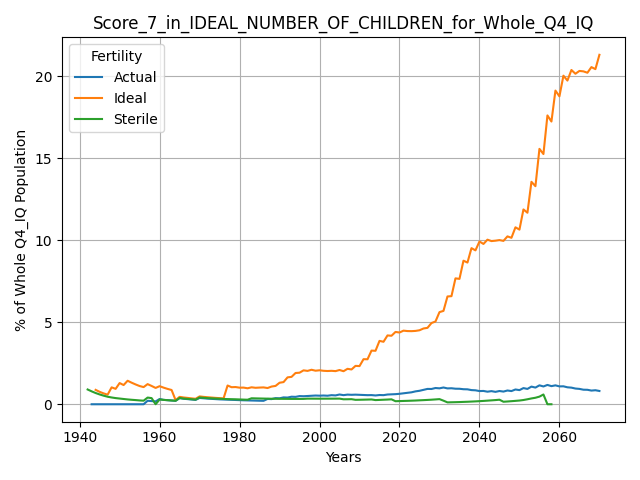 Score_7_in_IDEAL_NUMBER_OF_CHILDREN_for_Whole_Q4_IQ
Fertility
Actual
Ideal
Sterile
% of Whole Q4_IQ Population
20
15
10
5
0
1940 1960 1980 2000 2020 2040 2060
Years